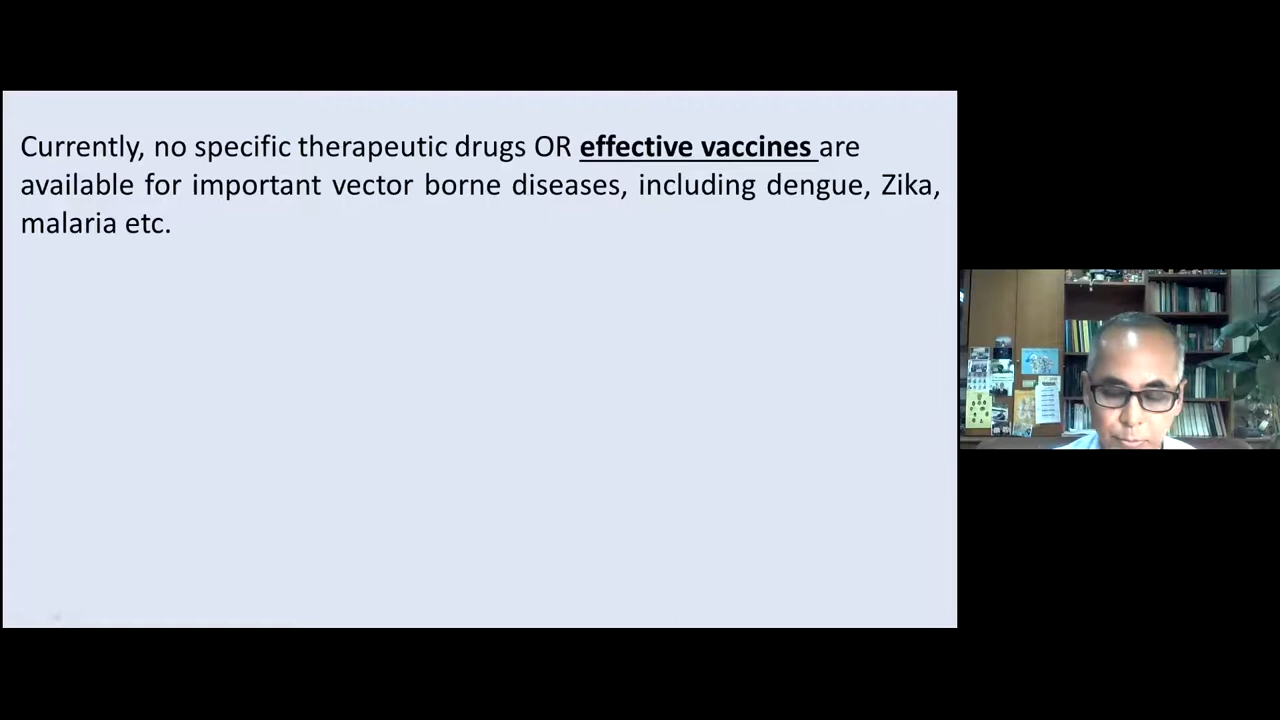 Currently, no specific therapeutic drugs OR effective vaccines are
available for important vector borne diseases, including dengue, Zika,
malaria etc.